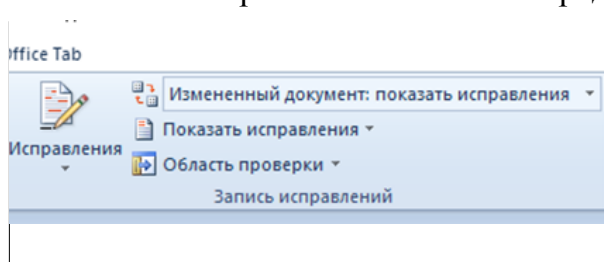 Office Tab
Измененный документ: показать исправления
Показать исправления
Исправления
Область проверки
Запись исправлений